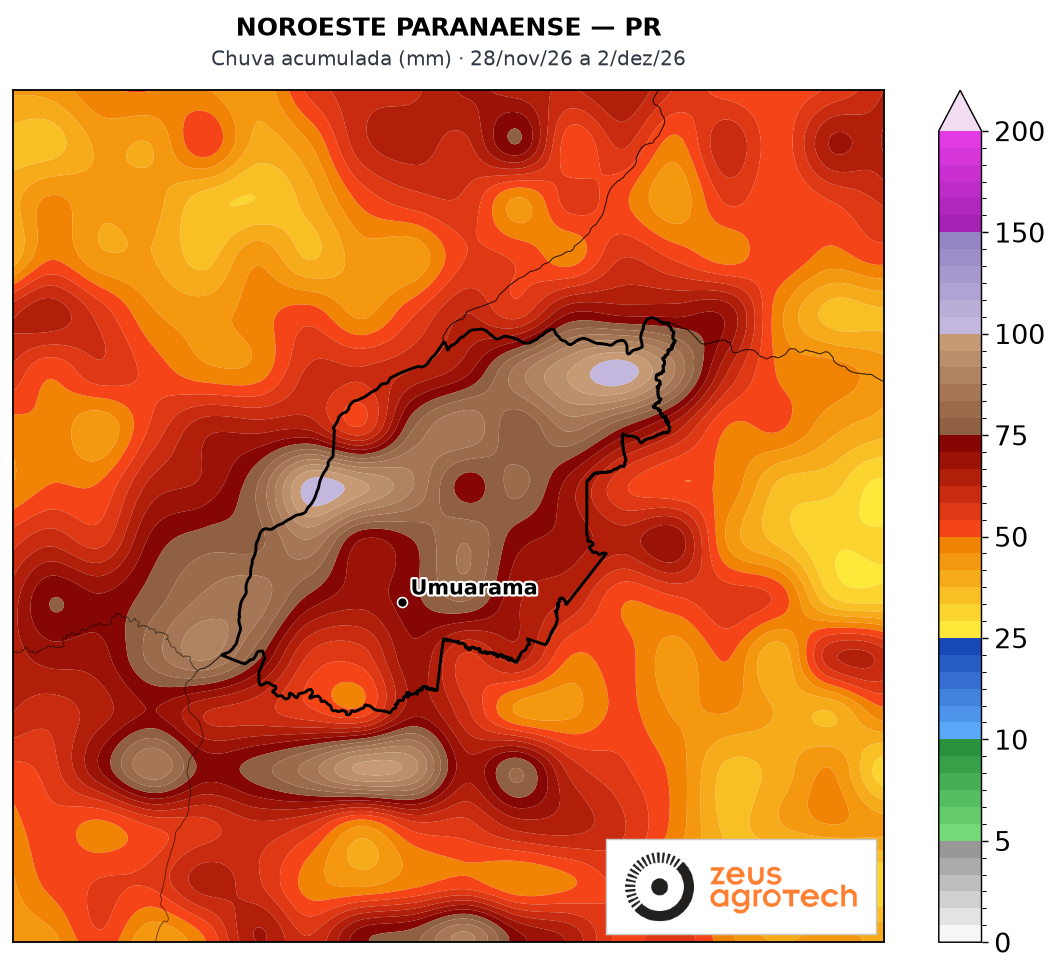 NOROESTE PARANAENSE — PR
Chuva acumulada (mm) · 28/nov/26 a 2/dez/26
200
150
100
75
50
25
10
5
0
Umuarama
zeus
agrotech